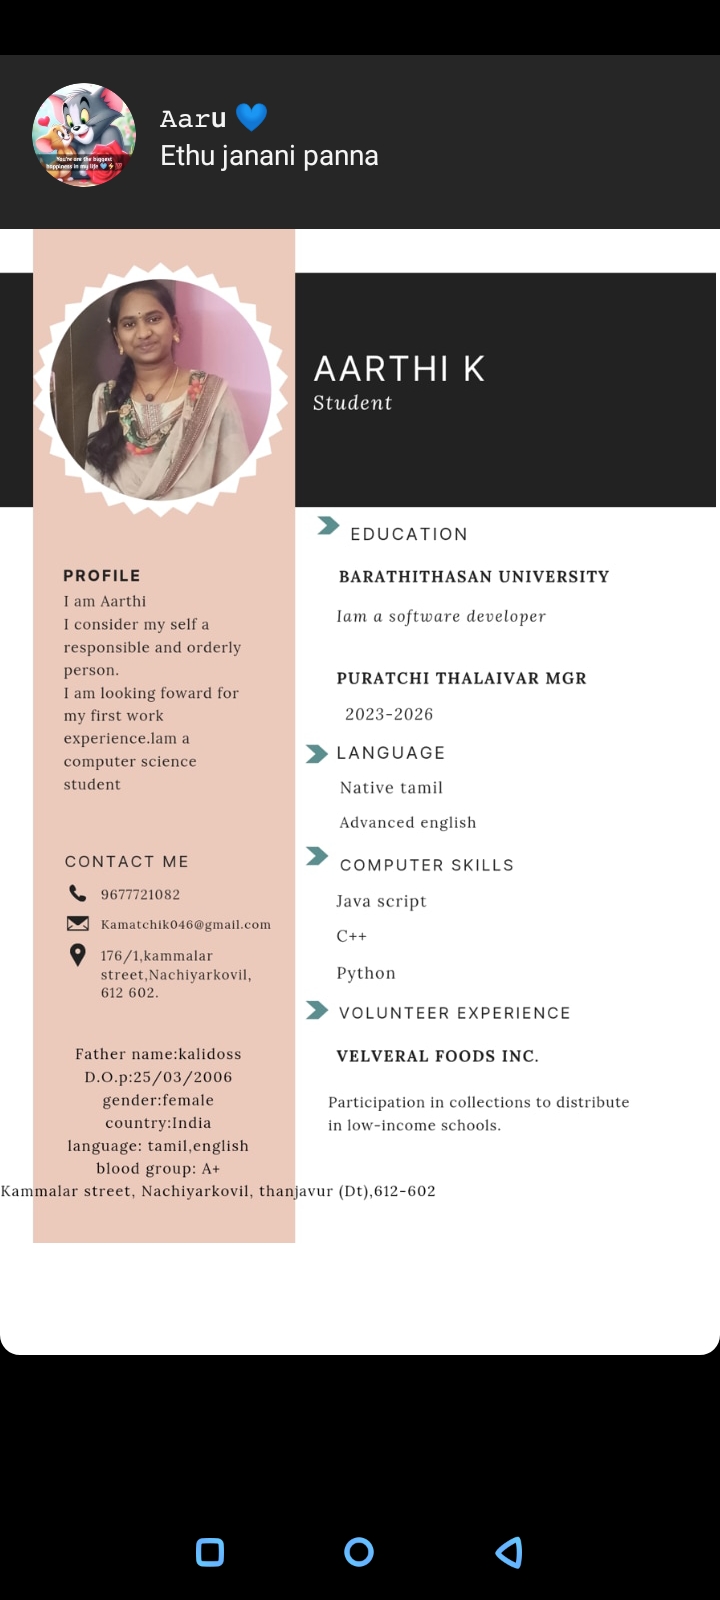 Aaru 💙
Ethu janani panna
You're are the biggest
happiness in my life
AARTHI K
Student
PROFILE
I am Aarthi
I consider my self a
responsible and orderly
person.
I am looking foward for
my first work
experience.Iam a
computer science
student
CONTACT ME
9677721082
Kamatchik046@gmail.com
176/1,kammalar
street,Nachiyarkovil,
612 602.
Father name:kalidoss
D.O.p:25/03/2006
gender:female
country:India
language: tamil,english
blood group: A+
Kammalar street, Nachiyarkovil, thanjavur (Dt),612-602
EDUCATION
BARATHITHASAN UNIVERSITY
Iam a software developer
PURATCHI THALAIVAR MGR
2023-2026
LANGUAGE
Native tamil
Advanced english
COMPUTER SKILLS
Java script
C++
Python
VOLUNTEER EXPERIENCE
VELVERAL FOODS INC.
Participation in collections to distribute
in low-income schools.